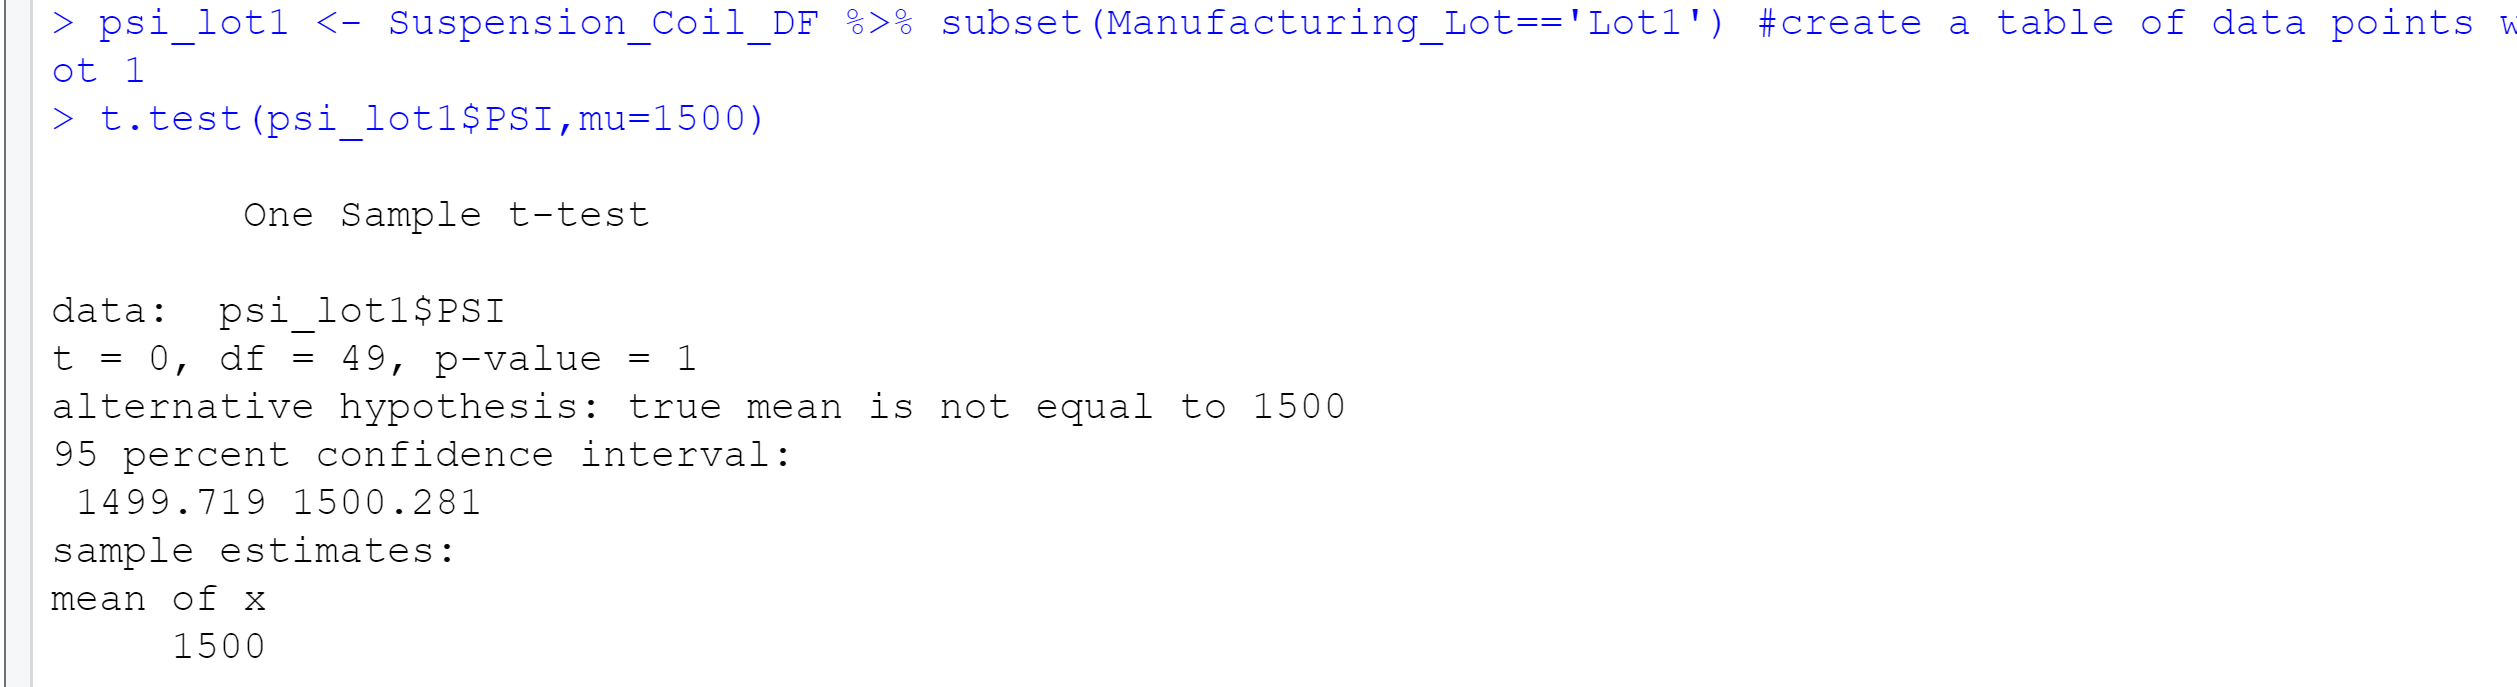 > psi_lot1 <- Suspension_Coil_DF %>% subset(Manufacturing_Lot=='Lot1') #create a table of data points
ot 1
> t.test(psi_lot1$PSI,mu=1500)
One Sample t-test
data:  psi_lot1$PSI
t = 0, df = 49, p-value = 1
alternative hypothesis: true mean is not equal to 1500
95 percent confidence interval:
1499.719 1500.281
sample estimates:
mean of x
1500